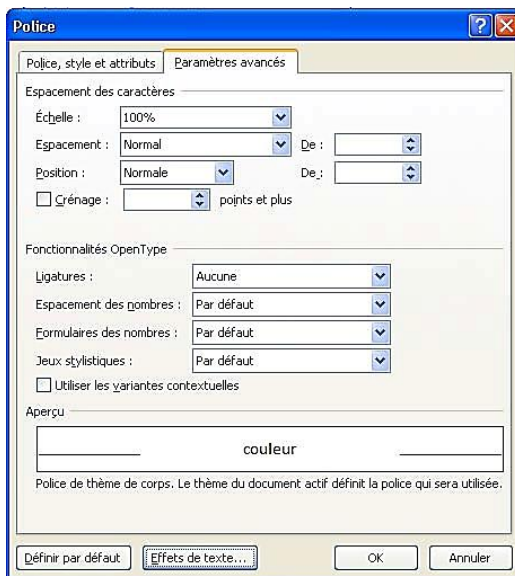 Police
Police, style et attributs Paramètres avancés
Espacement des caractères
Échelle : 100%
Espacement : Normal De :
Position : Normale De :
Crénage : points et plus
Fonctionnalités OpenType
Ligatures : Aucune
Espacement des nombres : Par défaut
Formulaires des nombres : Par défaut
Jeux stylistiques : Par défaut
Utiliser les variantes contextuelles
Aperçu
couleur
Police de thème de corps. Le thème du document actif définit la police qui sera utilisée.
Définir par défaut Effets de texte... OK Annuler